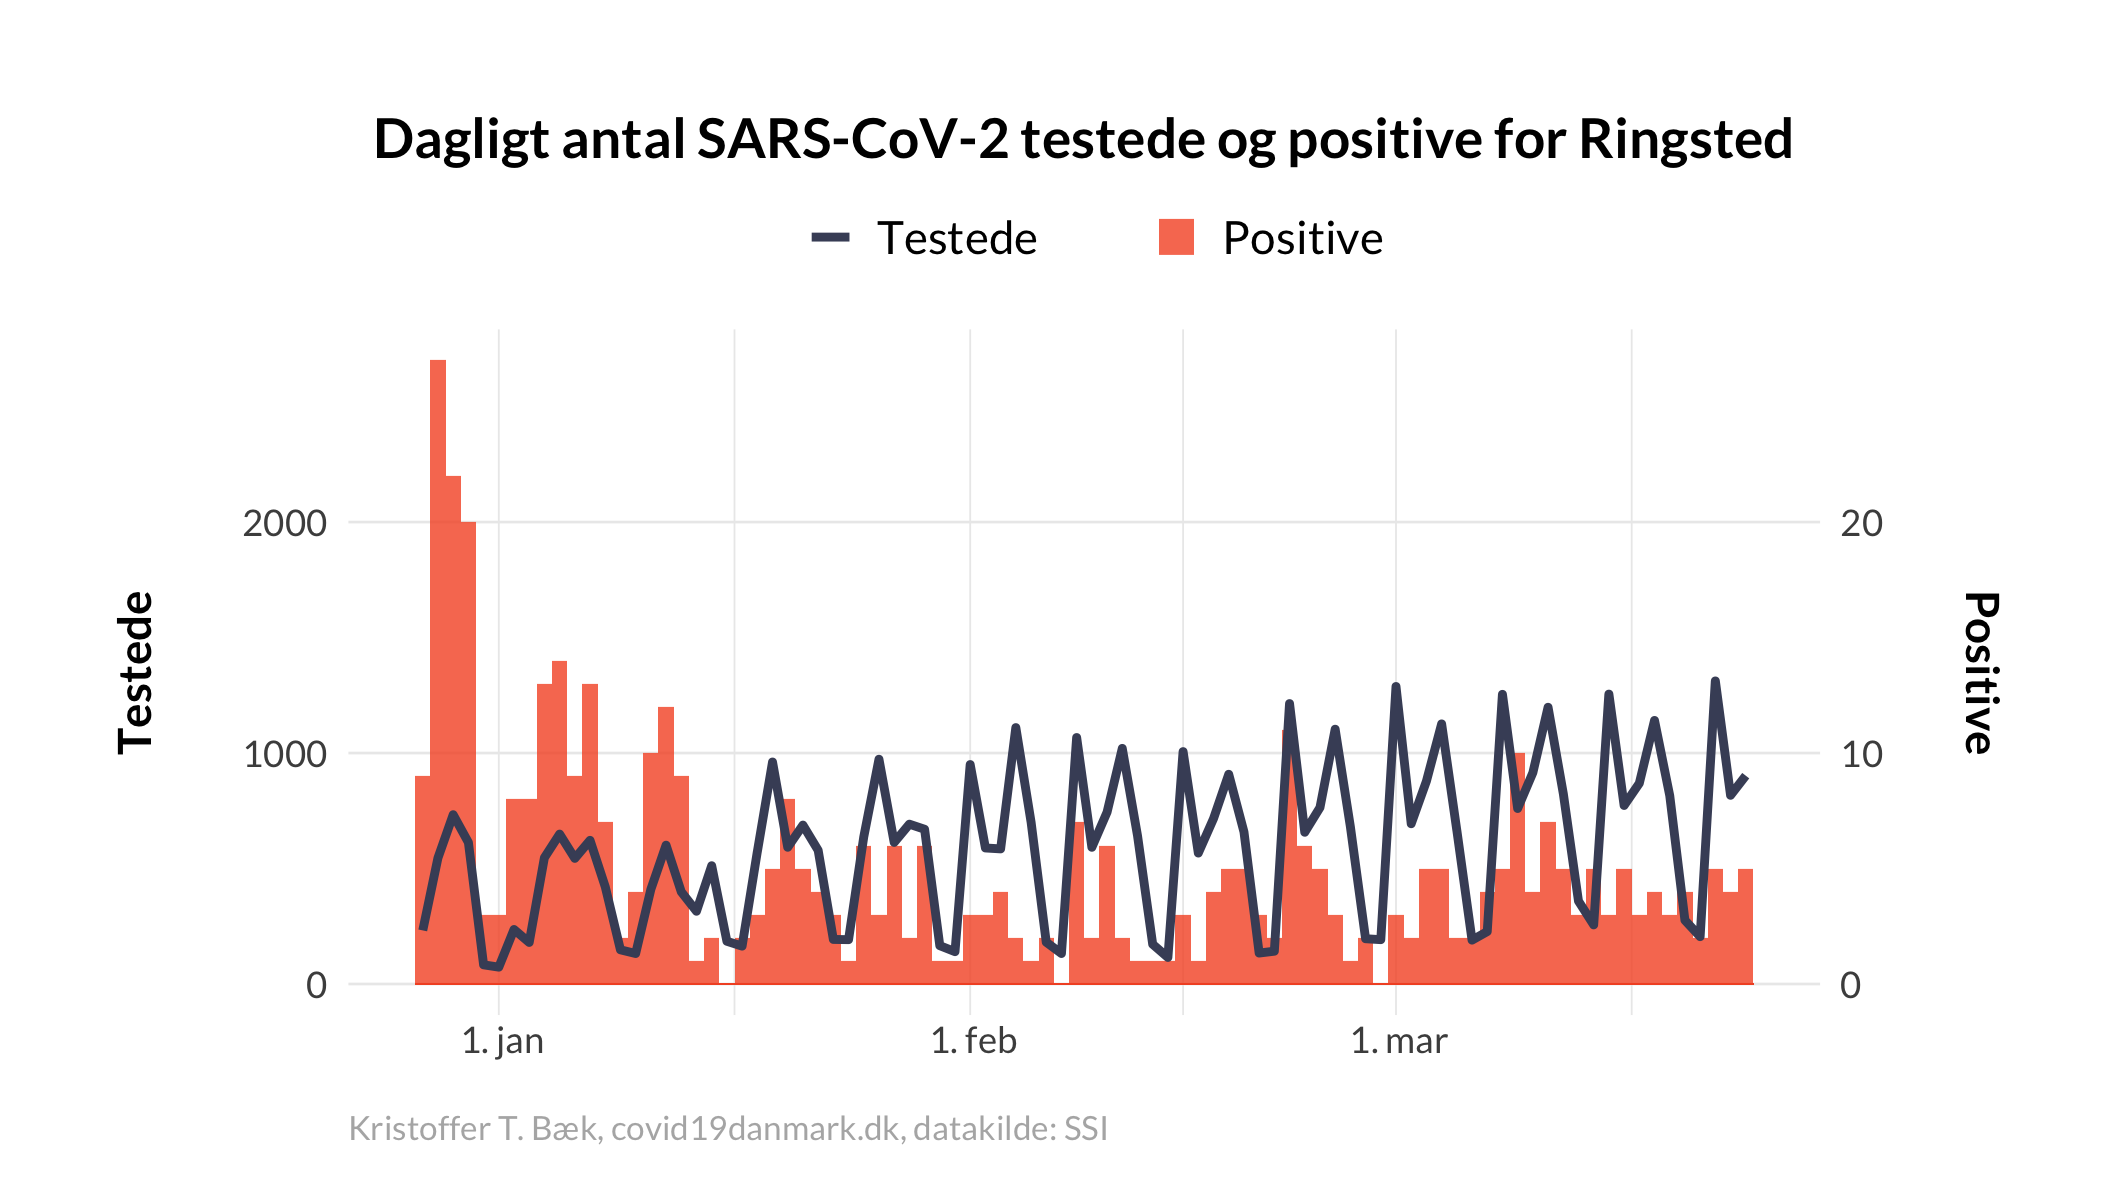 Dagligt antal SARS-CoV-2 testede og positive for Ringsted
Testede
Positive
2000
1000
0
Testede
20
10
0
Positive
1. jan
1. feb
1. mar
Kristoffer T. Bæk, covid19danmark.dk, datakilde: SSI